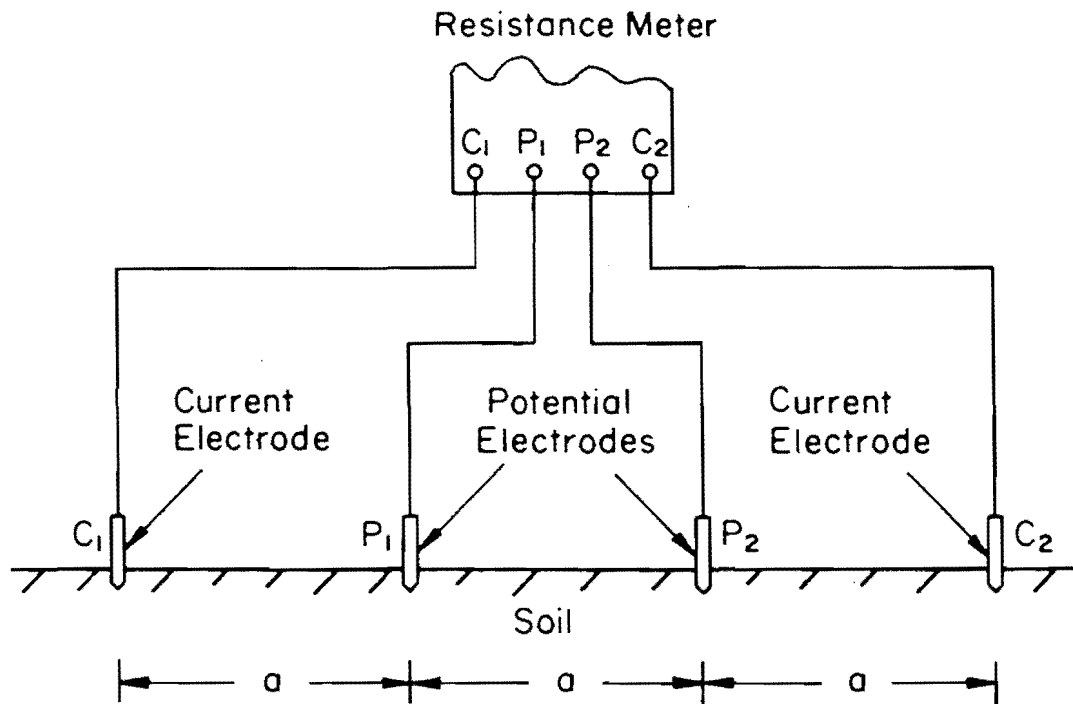 Resistance Meter
C₁ P₁ P₂ C₂
Current
Electrode
Potential
Electrodes
Current
Electrode
C₁ P₁ P₂ C₂
Soil
a a a